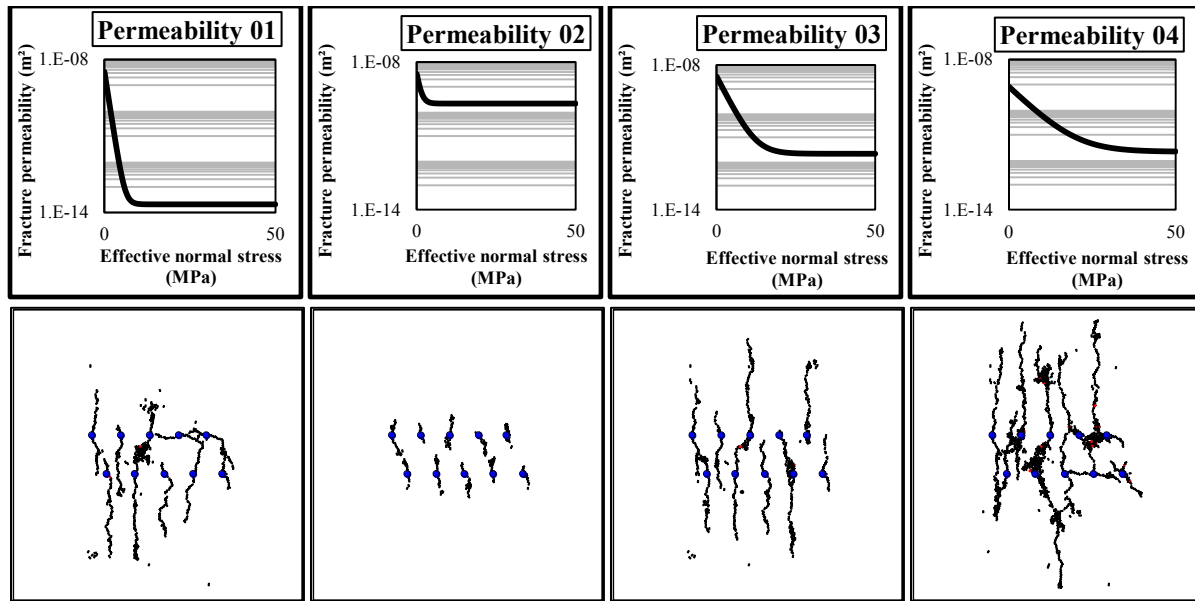 Permeability 01
Fracture permeability (m²)
1.E-08
1.E-14
0
50
Effective normal stress
(MPa)
Permeability 02
Fracture permeability (m²)
1.E-08
1.E-14
0
50
Effective normal stress
(MPa)
Permeability 03
Fracture permeability (m²)
1.E-08
1.E-14
0
50
Effective normal stress
(MPa)
Permeability 04
Fracture permeability (m²)
1.E-08
1.E-14
0
50
Effective normal stress
(MPa)